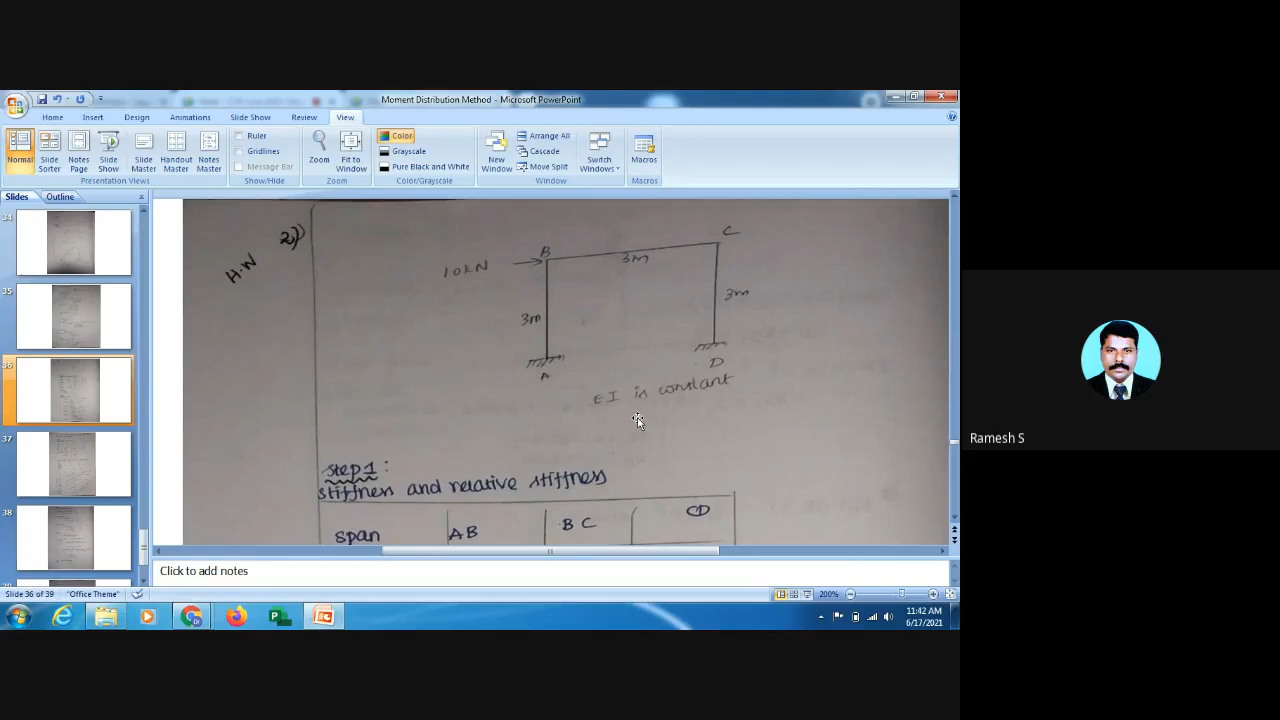 Moment Distribution Method - Microsoft PowerPoint
Home Insert Design Animations Slide Show Review View
Normal Slide Sorter Notes Page Slide Show Slide Master Handout Master Notes Master
Presentation Views
Ruler
Gridlines
Message Bar
Show/Hide
Zoom Fit to Window
Zoom
Color
Grayscale
Pure Black and White
Color/Grayscale
New Window
Arrange All
Cascade
Move Split
Switch Windows
Window
Macros
Macros
Slides Outline
34
35
36
37
38
H.W 2)
10kN
B
C
3m
3m
3m
A
D
EI is constant
Step 1:
stiffness and relative stiffness
span AB BC CD
Click to add notes
Slide 36 of 39 "Office Theme" 200%
11:42 AM
6/17/2021
Ramesh S